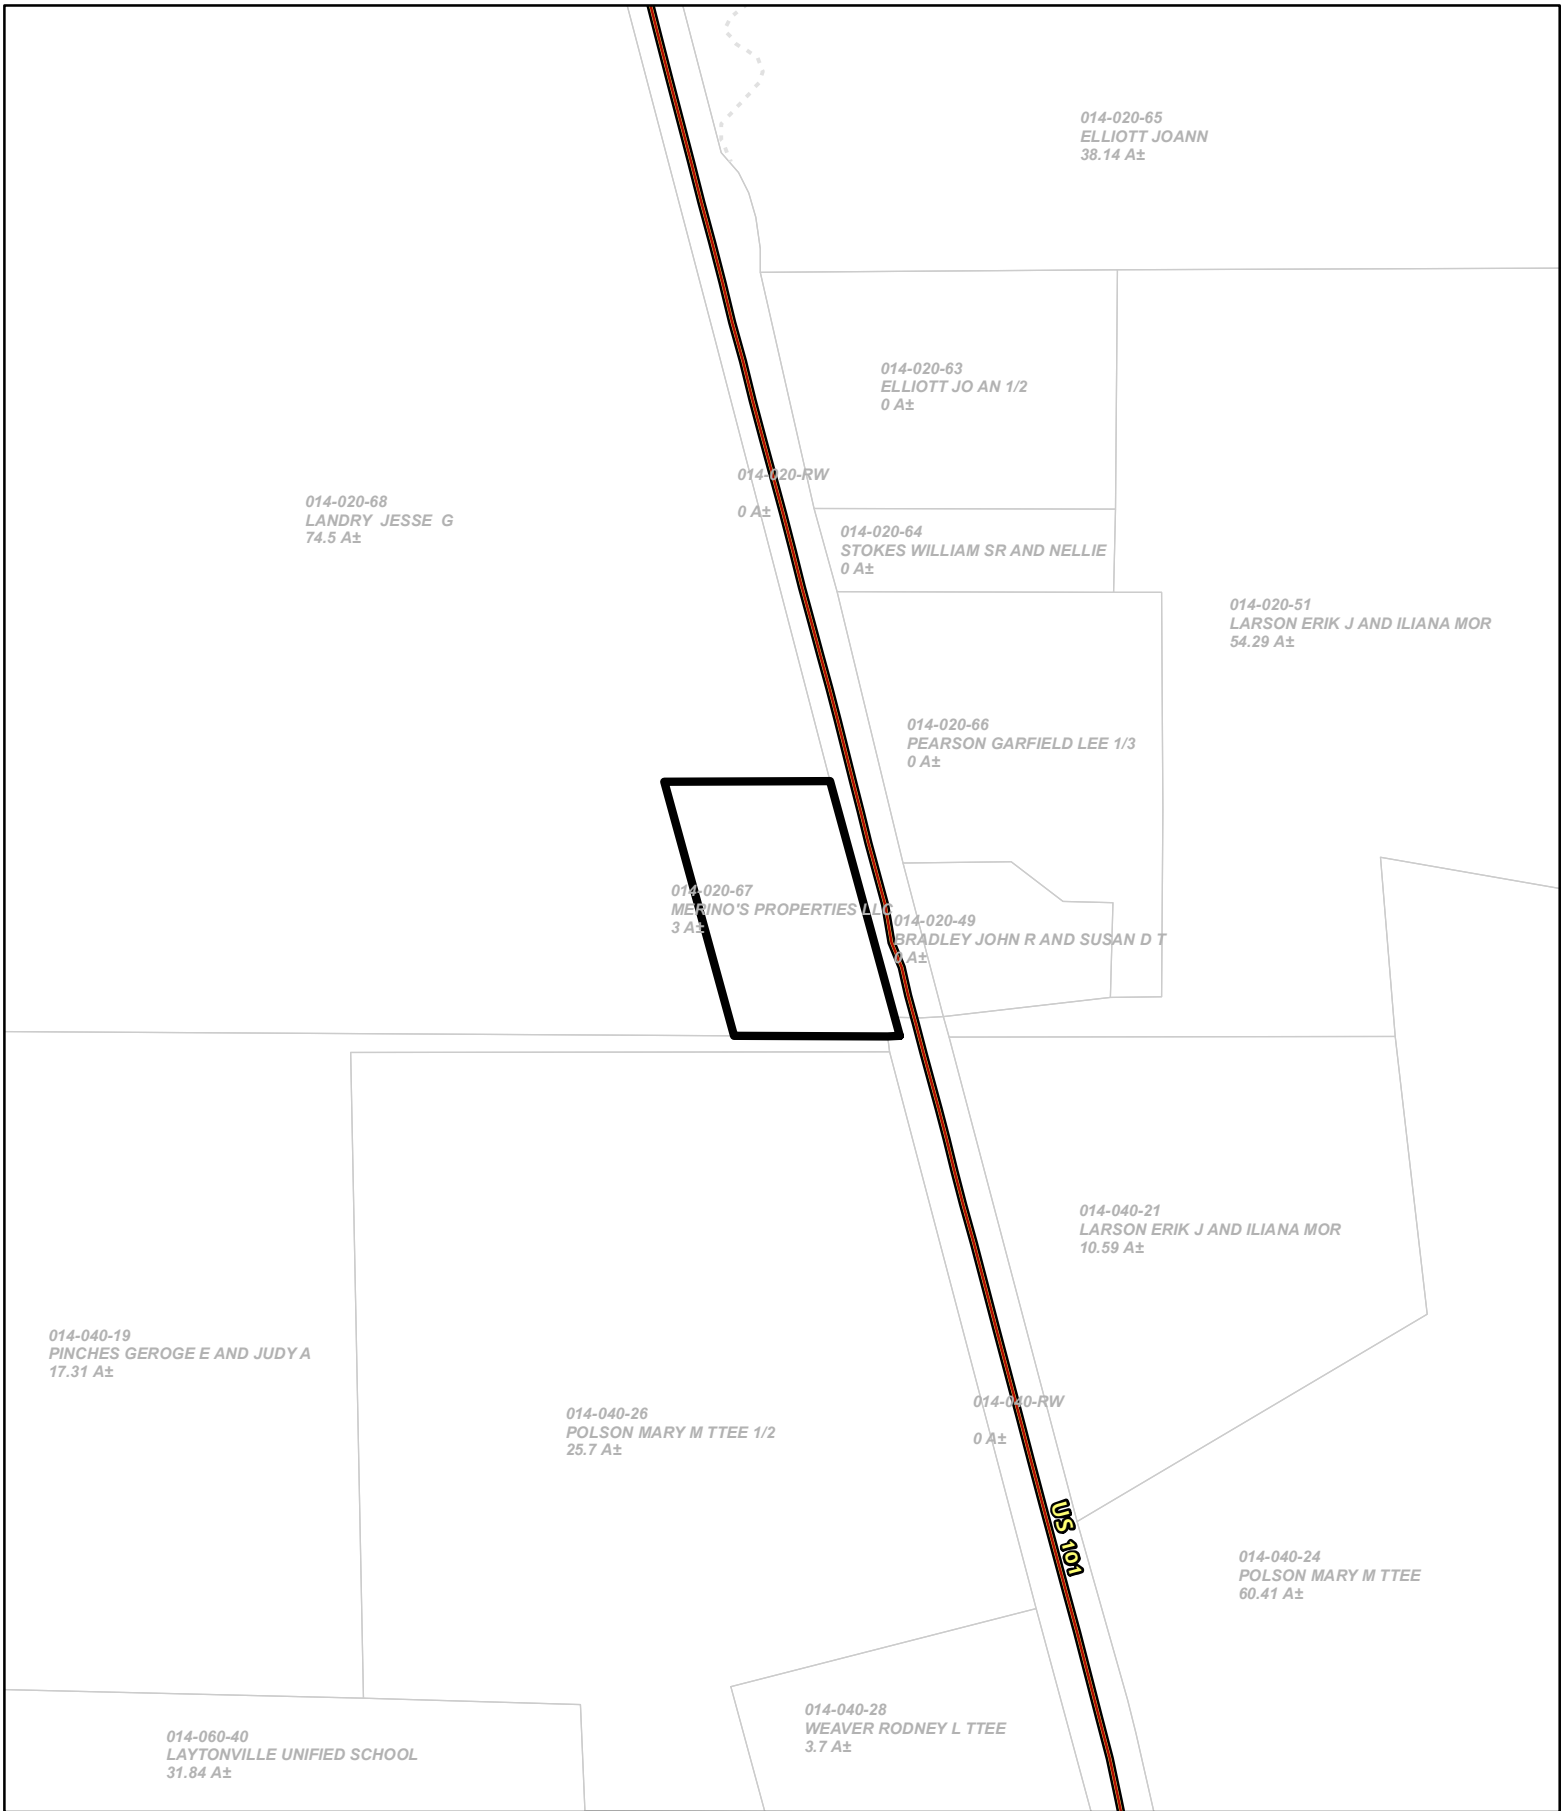 014-020-65
ELLIOTT JOANN
38.14 A±
014-020-63
ELLIOTT JO AN 1/2
0 A±
014-020-RW
0 A±
014-020-68
LANDRY JESSE G
74.5 A±
014-020-64
STOKES WILLIAM SR AND NELLIE
0 A±
014-020-51
LARSON ERIK J AND ILIANA MOR
54.29 A±
014-020-66
PEARSON GARFIELD LEE 1/3
0 A±
014-020-67
MERINO'S PROPERTIES LLC
3 A±
014-020-49
BRADLEY JOHN R AND SUSAN D T
0 A±
014-040-21
LARSON ERIK J AND ILIANA MOR
10.59 A±
014-040-19
PINCHES GEROGE E AND JUDY A
17.31 A±
014-040-26
POLSON MARY M TTEE 1/2
25.7 A±
014-040-RW
0 A±
US 101
014-040-24
POLSON MARY M TTEE
60.41 A±
014-040-28
WEAVER RODNEY L TTEE
3.7 A±
014-060-40
LAYTONVILLE UNIFIED SCHOOL
31.84 A±